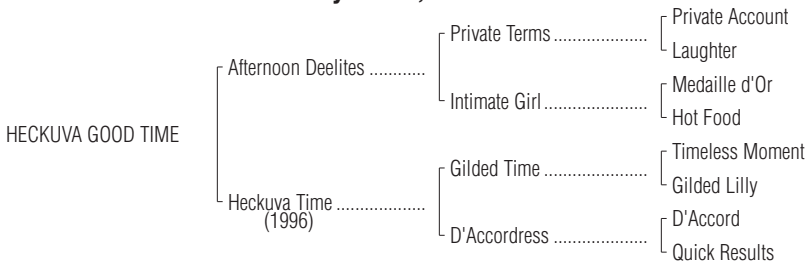 Private Account
Private Terms ......................
Laughter
Afternoon Deelites ............
Medaille d'Or
Intimate Girl ........................
Hot Food
HECKUVA GOOD TIME
Timeless Moment
Gilded Time ........................
Gilded Lilly
Heckuva Time .....................
(1996)
D'Accord
D'Accordress ......................
Quick Results